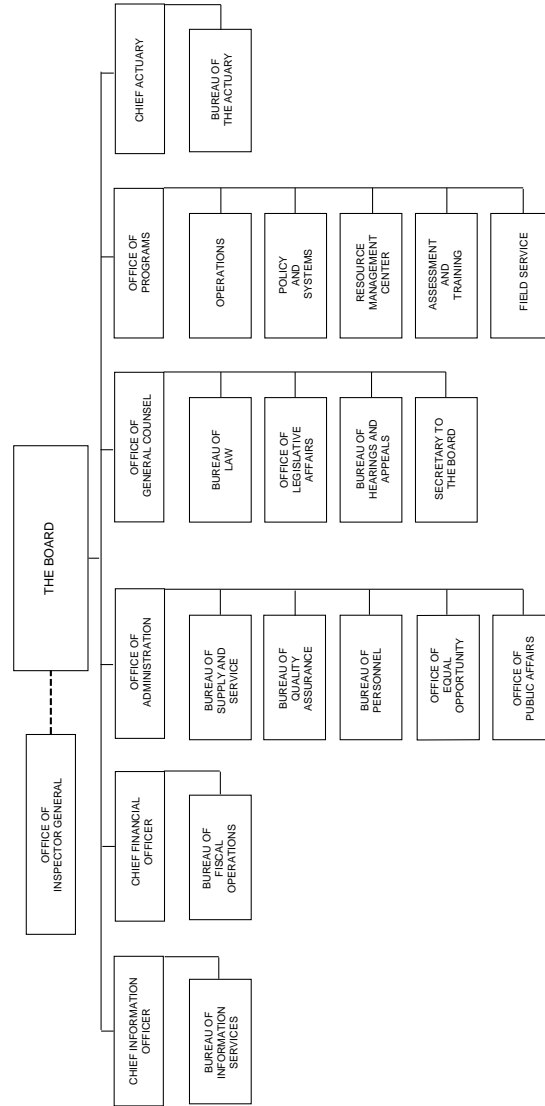 THE BOARD
OFFICE OF
INSPECTOR GENERAL
CHIEF INFORMATION
OFFICER
BUREAU OF
INFORMATION
SERVICES
CHIEF FINANCIAL
OFFICER
BUREAU OF
FISCAL
OPERATIONS
OFFICE OF
ADMINISTRATION
BUREAU OF
SUPPLY AND
SERVICE
BUREAU OF
QUALITY
ASSURANCE
BUREAU OF
PERSONNEL
OFFICE OF
EQUAL
OPPORTUNITY
OFFICE OF
PUBLIC AFFAIRS
OFFICE OF
GENERAL COUNSEL
BUREAU OF
LAW
OFFICE OF
LEGISLATIVE
AFFAIRS
BUREAU OF
HEARINGS AND
APPEALS
SECRETARY TO
THE BOARD
OFFICE OF
PROGRAMS
OPERATIONS
POLICY
AND
SYSTEMS
RESOURCE
MANAGEMENT
CENTER
ASSESSMENT
AND
TRAINING
FIELD SERVICE
CHIEF ACTUARY
BUREAU OF
THE ACTUARY